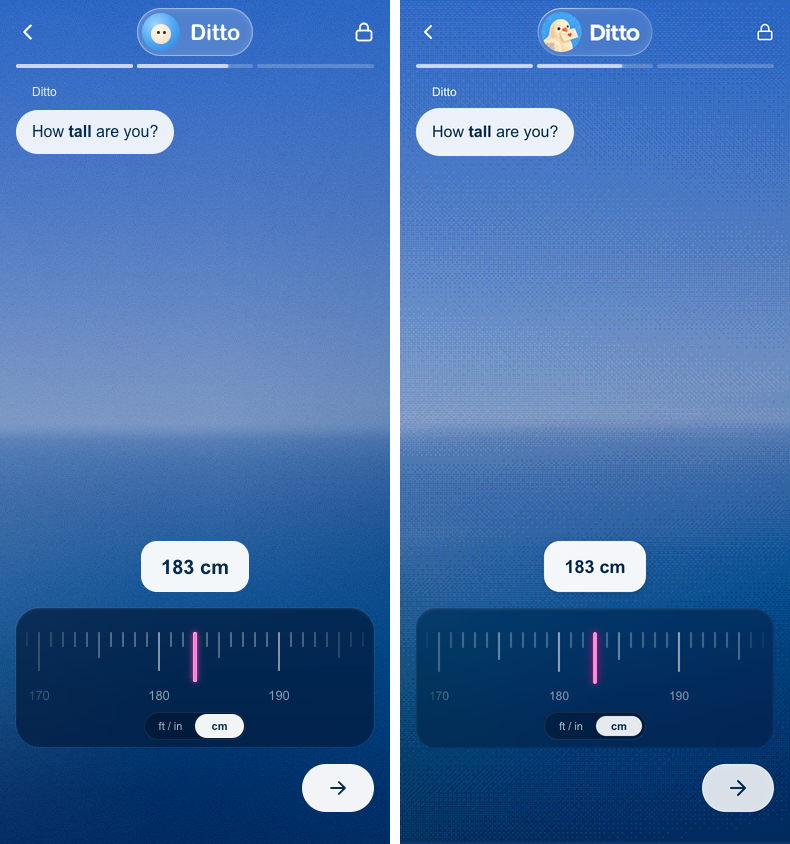 Ditto
Ditto
How tall are you?
183 cm
170 180 190
ft / in cm
Ditto
Ditto
How tall are you?
183 cm
170 180 190
ft / in cm